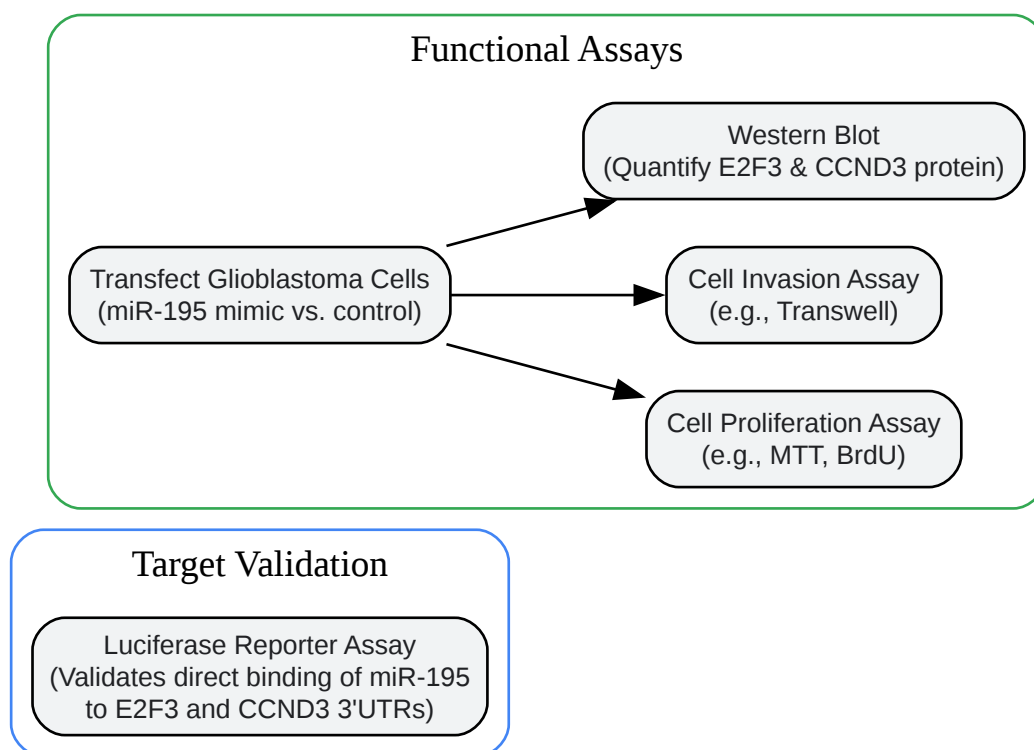 Functional Assays
Western Blot
(Quantify E2F3 & CCND3 protein)
Transfect Glioblastoma Cells
(miR-195 mimic vs. control)
Cell Invasion Assay
(e.g., Transwell)
Cell Proliferation Assay
(e.g., MTT, BrdU)
Target Validation
Luciferase Reporter Assay
(Validates direct binding of miR-195
to E2F3 and CCND3 3'UTRs)